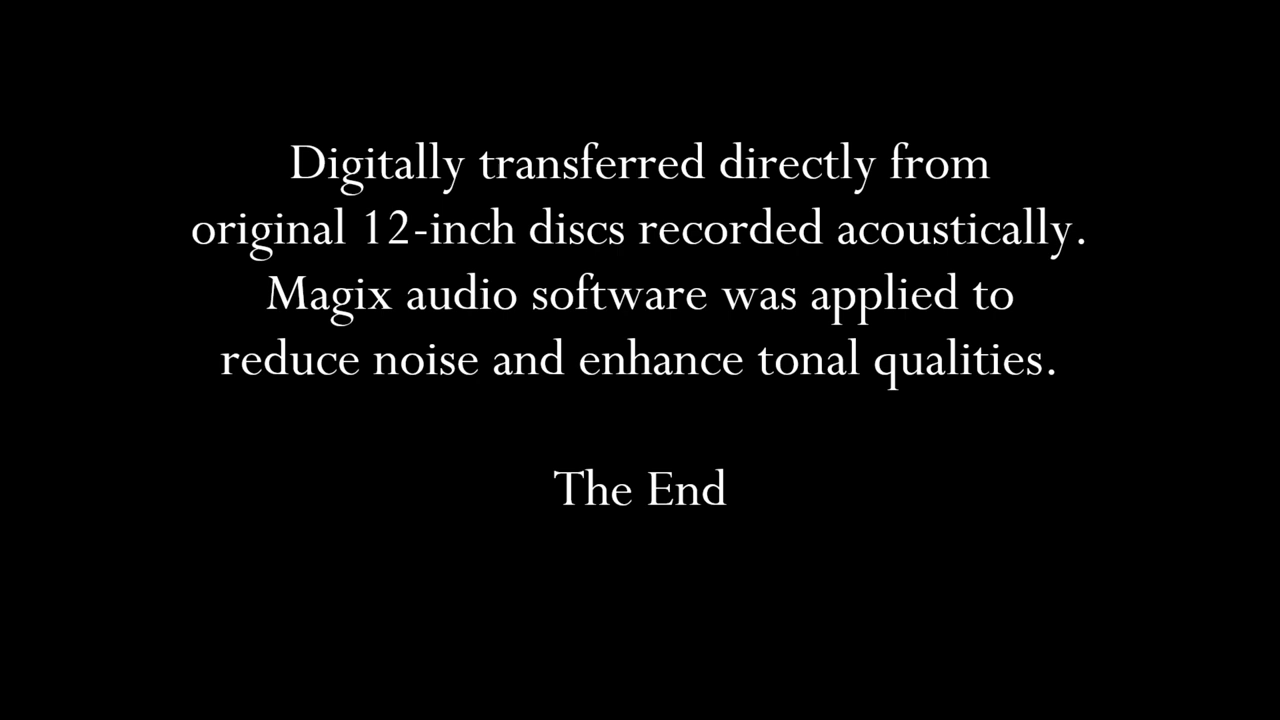 Digitally transferred directly from
original 12-inch discs recorded acoustically.
Magix audio software was applied to
reduce noise and enhance tonal qualities.
The End